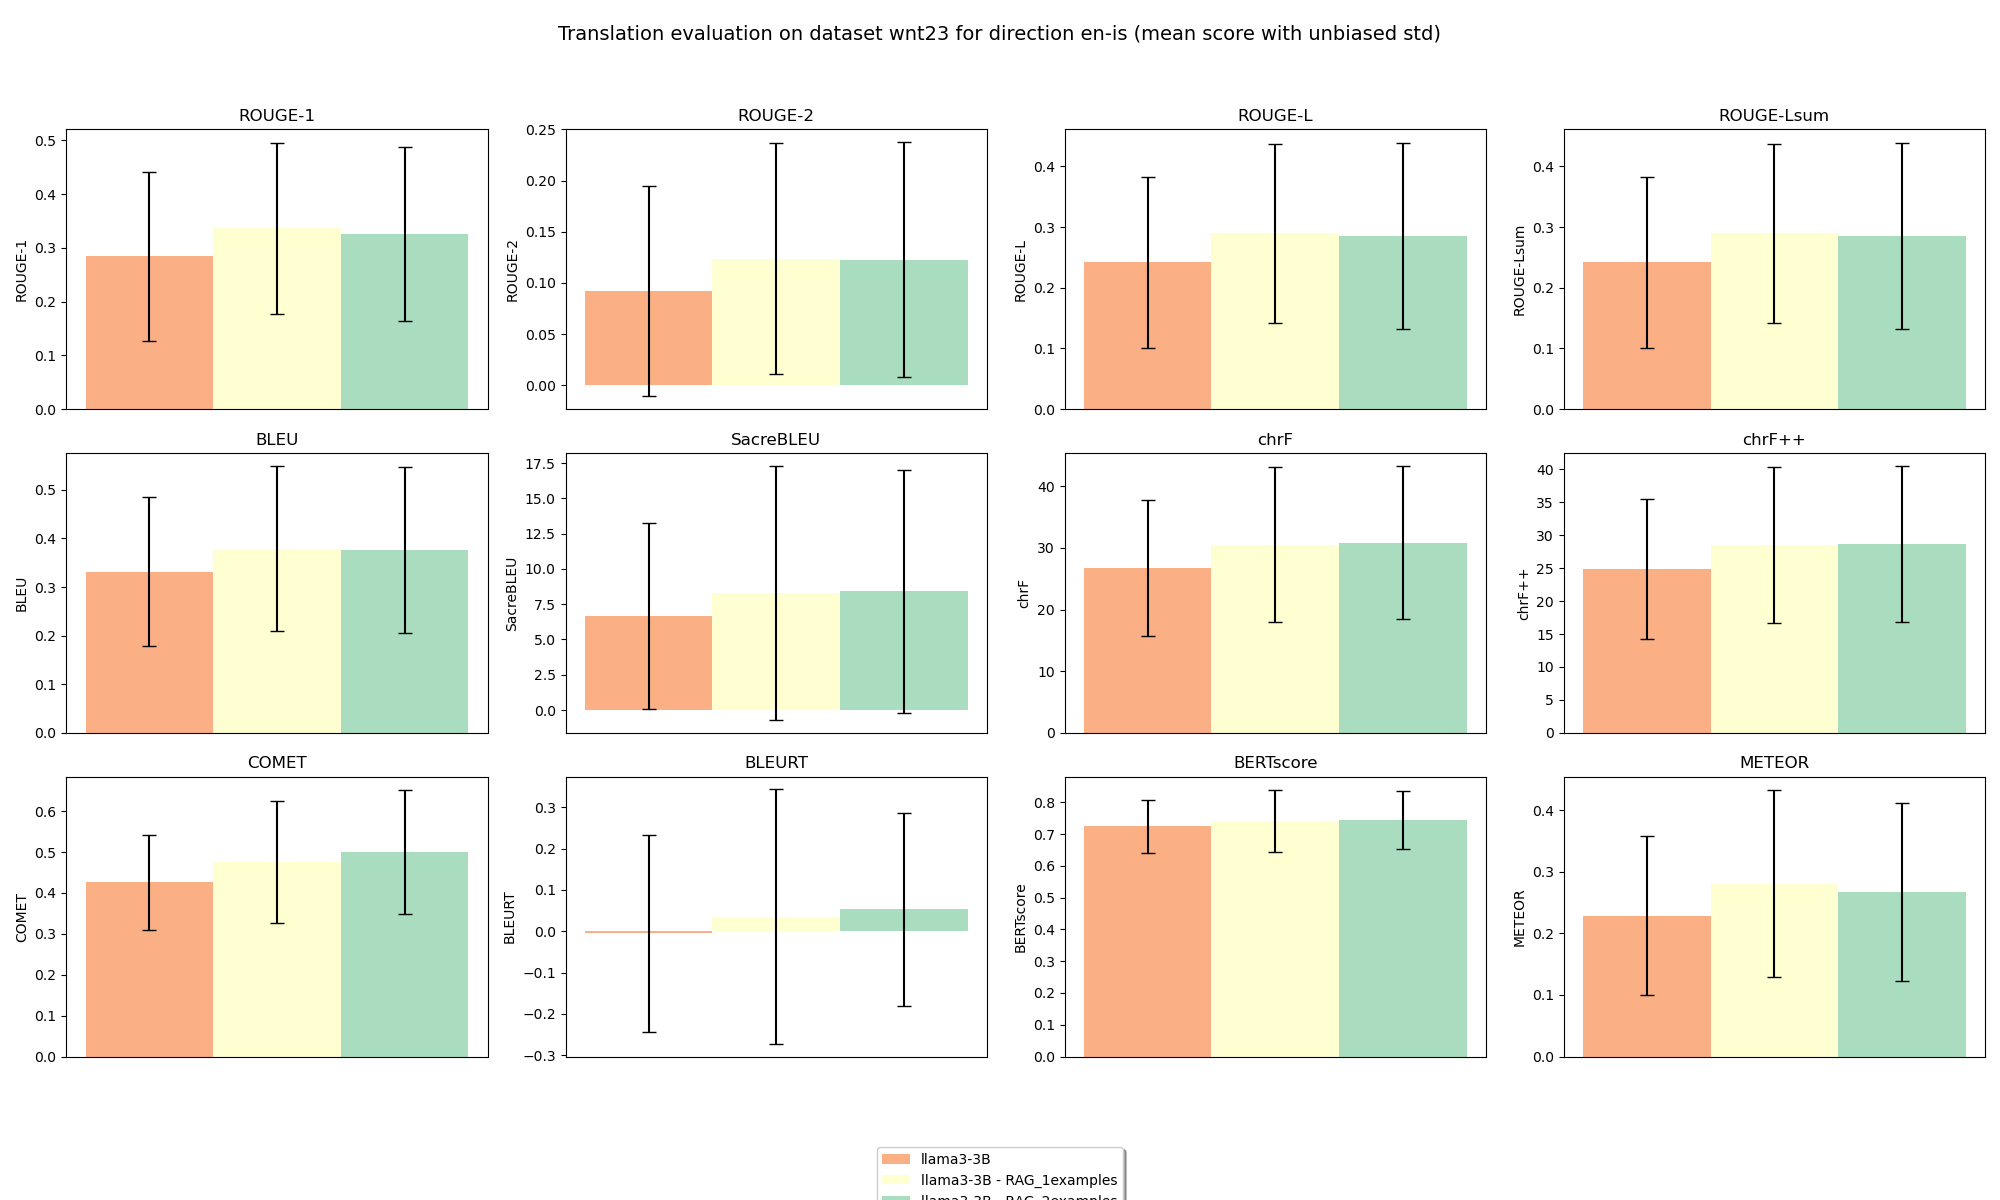 Translation evaluation on dataset wnt23 for direction en-is (mean score with unbiased std)
ROUGE-1
ROUGE-1
0.5
0.4
0.3
0.2
0.1
0.0
ROUGE-2
ROUGE-2
0.25
0.20
0.15
0.10
0.05
0.00
ROUGE-L
ROUGE-L
0.4
0.3
0.2
0.1
0.0
ROUGE-Lsum
ROUGE-Lsum
0.4
0.3
0.2
0.1
0.0
BLEU
BLEU
0.5
0.4
0.3
0.2
0.1
0.0
SacreBLEU
SacreBLEU
17.5
15.0
12.5
10.0
7.5
5.0
2.5
0.0
chrF
chrF
40
30
20
10
0
chrF++
chrF++
40
35
30
25
20
15
10
5
0
COMET
COMET
0.6
0.5
0.4
0.3
0.2
0.1
0.0
BLEURT
BLEURT
0.3
0.2
0.1
0.0
−0.1
−0.2
−0.3
BERTscore
BERTscore
0.8
0.7
0.6
0.5
0.4
0.3
0.2
0.1
0.0
METEOR
METEOR
0.4
0.3
0.2
0.1
0.0
llama3-3B
llama3-3B - RAG_1examples
llama3-3B - RAG_2examples